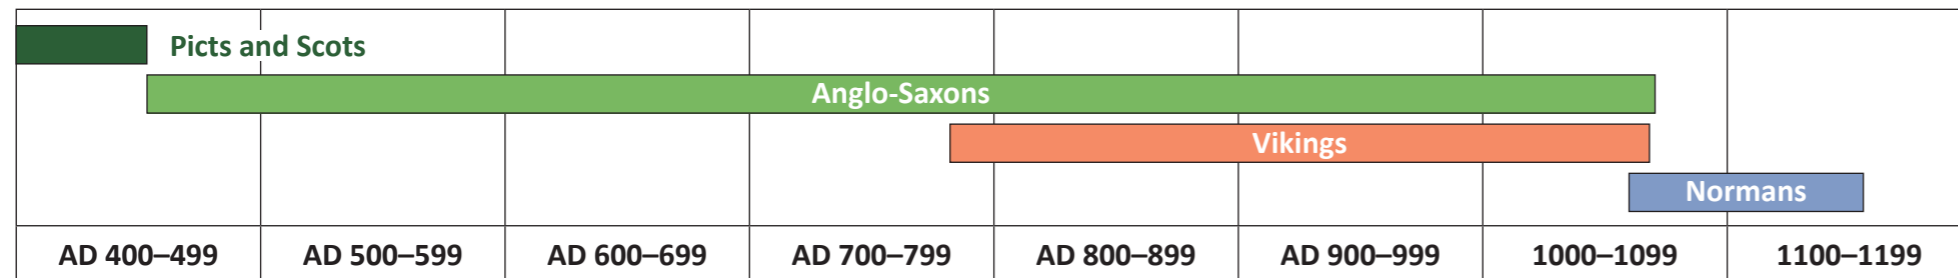 Picts and Scots
Anglo-Saxons
Vikings
Normans
AD 400–499 AD 500–599 AD 600–699 AD 700–799 AD 800–899 AD 900–999 1000–1099 1100–1199